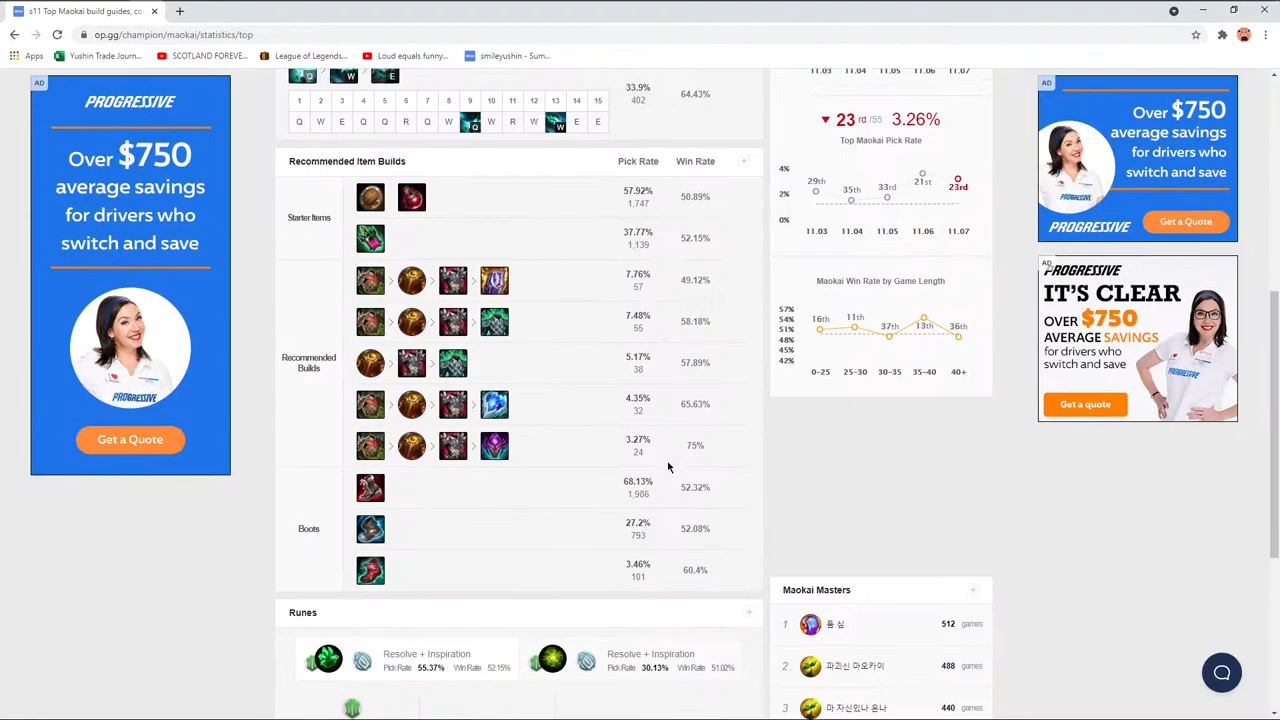 s11 Top Maokai build guides, co
op.gg/champion/maokai/statistics/top
Apps
Yushin Trade Journ...
SCOTLAND FOREVE...
League of Legends...
Loud equals funny...
smileyushin - Sum...
AD
PROGRESSIVE
Over $750
average savings
for drivers who
switch and save
Get a Quote
Q W E
33.9%
402
64.43%
1 2 3 4 5 6 7 8 9 10 11 12 13 14 15
Q W E Q Q R Q W Q W R W W E E
Recommended Item Builds Pick Rate Win Rate
Starter Items
57.92%
1,747
50.89%
37.77%
1,139
52.15%
Recommended
Builds
7.76%
57
49.12%
7.48%
55
58.18%
5.17%
38
57.89%
4.35%
32
65.63%
3.27%
24
75%
Boots
68.13%
1,986
52.32%
27.2%
793
52.08%
3.46%
101
60.4%
Runes
Resolve + Inspiration
Pick Rate 55.37% Win Rate 52.15%
Resolve + Inspiration
Pick Rate 30.13% Win Rate 51.02%
11.03 11.04 11.05 11.06 11.07
23 rd /55 3.26%
Top Maokai Pick Rate
4%
2%
0%
29th 35th 33rd 21st 23rd
11.03 11.04 11.05 11.06 11.07
Maokai Win Rate by Game Length
57%
54%
51%
48%
45%
42%
16th 11th 37th 13th 36th
0-25 25-30 30-35 35-40 40+
Maokai Masters
1 둠 심 512 games
2 파괴신 마오카이 488 games
3 마 자신있나 온나 440 games
AD
Over $750
average savings
for drivers who
switch and save
PROGRESSIVE
Get a Quote
AD
PROGRESSIVE
IT'S CLEAR
OVER $750
AVERAGE SAVINGS
for drivers who
switch and save
Get a quote